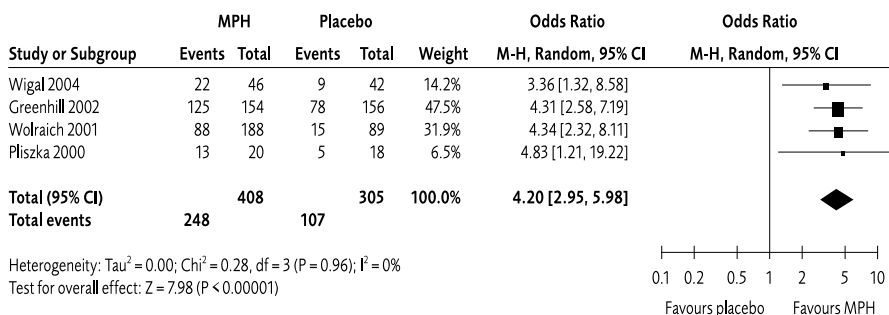 MPH Placebo Odds Ratio Odds Ratio
Study or Subgroup Events Total Events Total Weight M-H, Random, 95% CI M-H, Random, 95% CI
Wigal 2004 22 46 9 42 14.2% 3.36 [1.32, 8.58]
Greenhill 2002 125 154 78 156 47.5% 4.31 [2.58, 7.19]
Wolraich 2001 88 188 15 89 31.9% 4.34 [2.32, 8.11]
Pliszka 2000 13 20 5 18 6.5% 4.83 [1.21, 19.22]
Total (95% CI) 408 305 100.0% 4.20 [2.95, 5.98]
Total events 248 107
Heterogeneity: Tau² = 0.00; Chi² = 0.28, df = 3 (P = 0.96); I² = 0%
Test for overall effect: Z = 7.98 (P < 0.00001)
0.1 0.2 0.5 1 2 5 10
Favours placebo Favours MPH